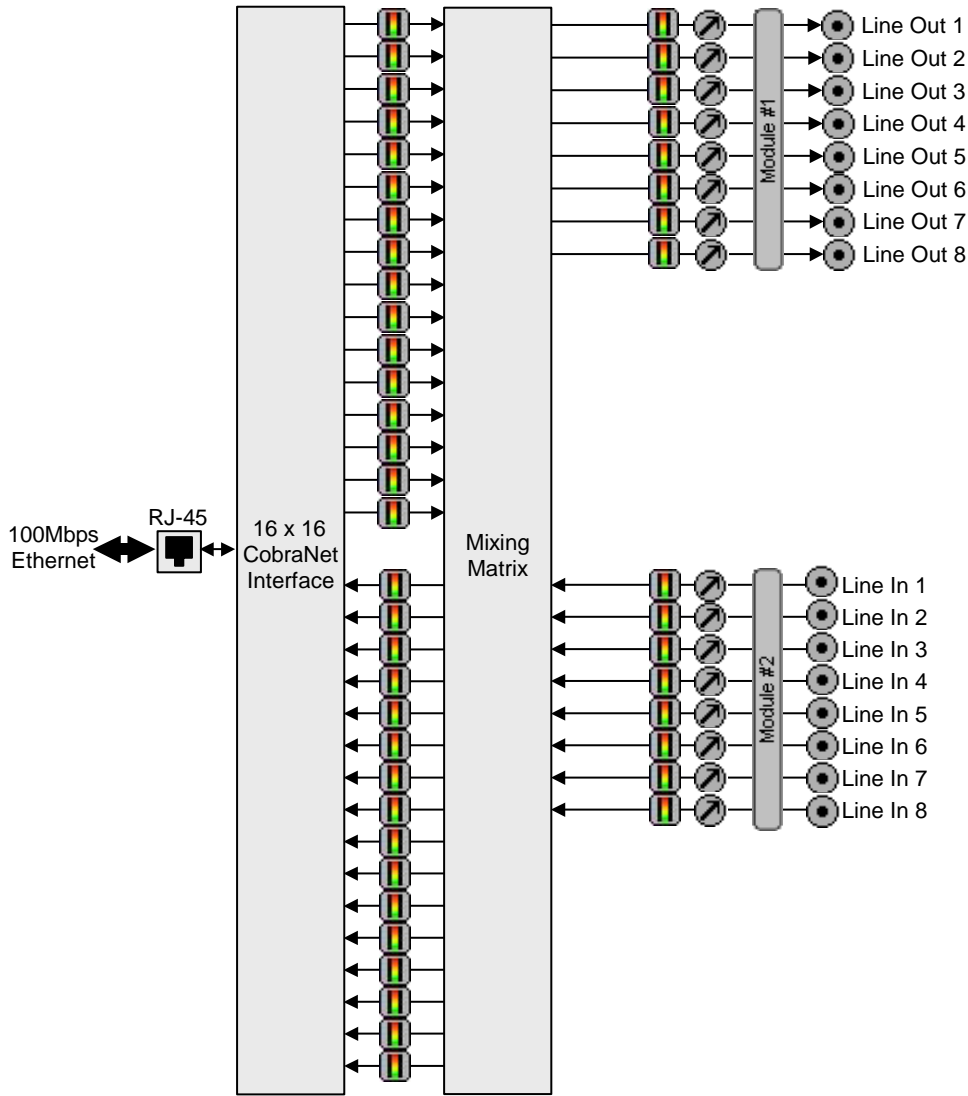 Line Out 1
Line Out 2
Line Out 3
Line Out 4
Line Out 5
Line Out 6
Line Out 7
Line Out 8
Module #1
100Mbps
Ethernet
RJ-45
16 x 16
CobraNet
Interface
Mixing
Matrix
Line In 1
Line In 2
Line In 3
Line In 4
Line In 5
Line In 6
Line In 7
Line In 8
Module #2